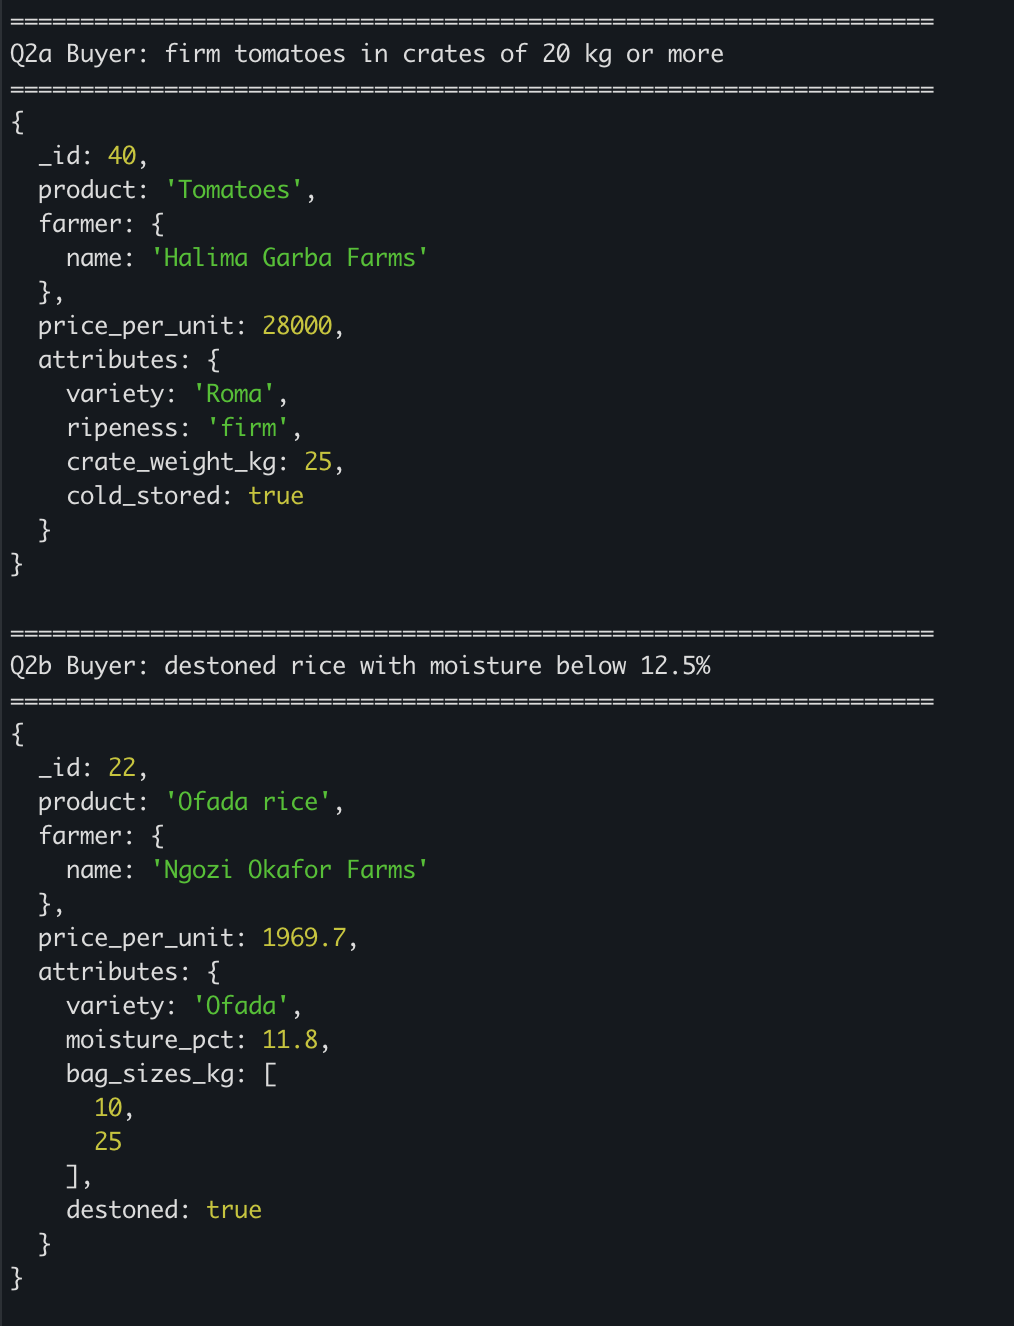 ==================================================================
Q2a Buyer: firm tomatoes in crates of 20 kg or more
==================================================================
{
  _id: 40,
  product: 'Tomatoes',
  farmer: {
    name: 'Halima Garba Farms'
  },
  price_per_unit: 28000,
  attributes: {
    variety: 'Roma',
    ripeness: 'firm',
    crate_weight_kg: 25,
    cold_stored: true
  }
}

==================================================================
Q2b Buyer: destoned rice with moisture below 12.5%
==================================================================
{
  _id: 22,
  product: 'Ofada rice',
  farmer: {
    name: 'Ngozi Okafor Farms'
  },
  price_per_unit: 1969.7,
  attributes: {
    variety: 'Ofada',
    moisture_pct: 11.8,
    bag_sizes_kg: [
      10,
      25
    ],
    destoned: true
  }
}